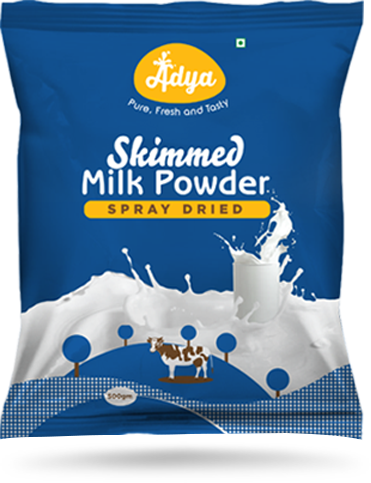 Adya
Pure, Fresh and Tasty
Skimmed
Milk Powder
SPRAY DRIED
500gm.